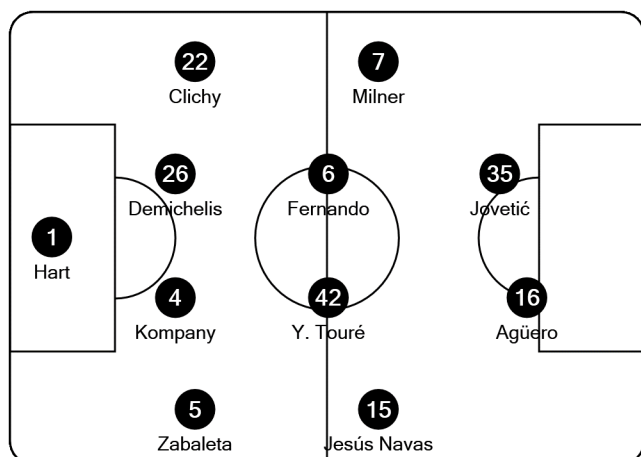 22
Clichy
7
Milner
26
Demichelis
6
Fernando
35
Jovetić
1
Hart
4
Kompany
42
Y. Touré
16
Agüero
5
Zabaleta
15
Jesús Navas